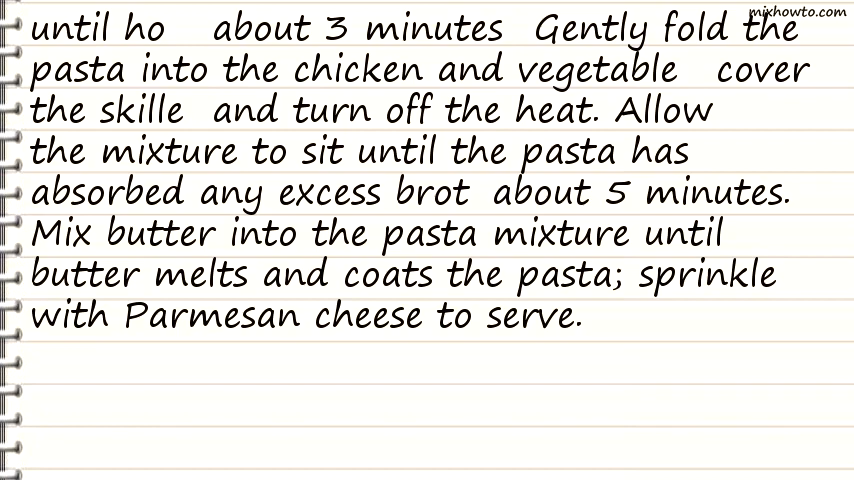 mixhowto.com
until ho about 3 minutes Gently fold the
pasta into the chicken and vegetable cover
the skille and turn off the heat. Allow
the mixture to sit until the pasta has
absorbed any excess brot about 5 minutes.
Mix butter into the pasta mixture until
butter melts and coats the pasta; sprinkle
with Parmesan cheese to serve.